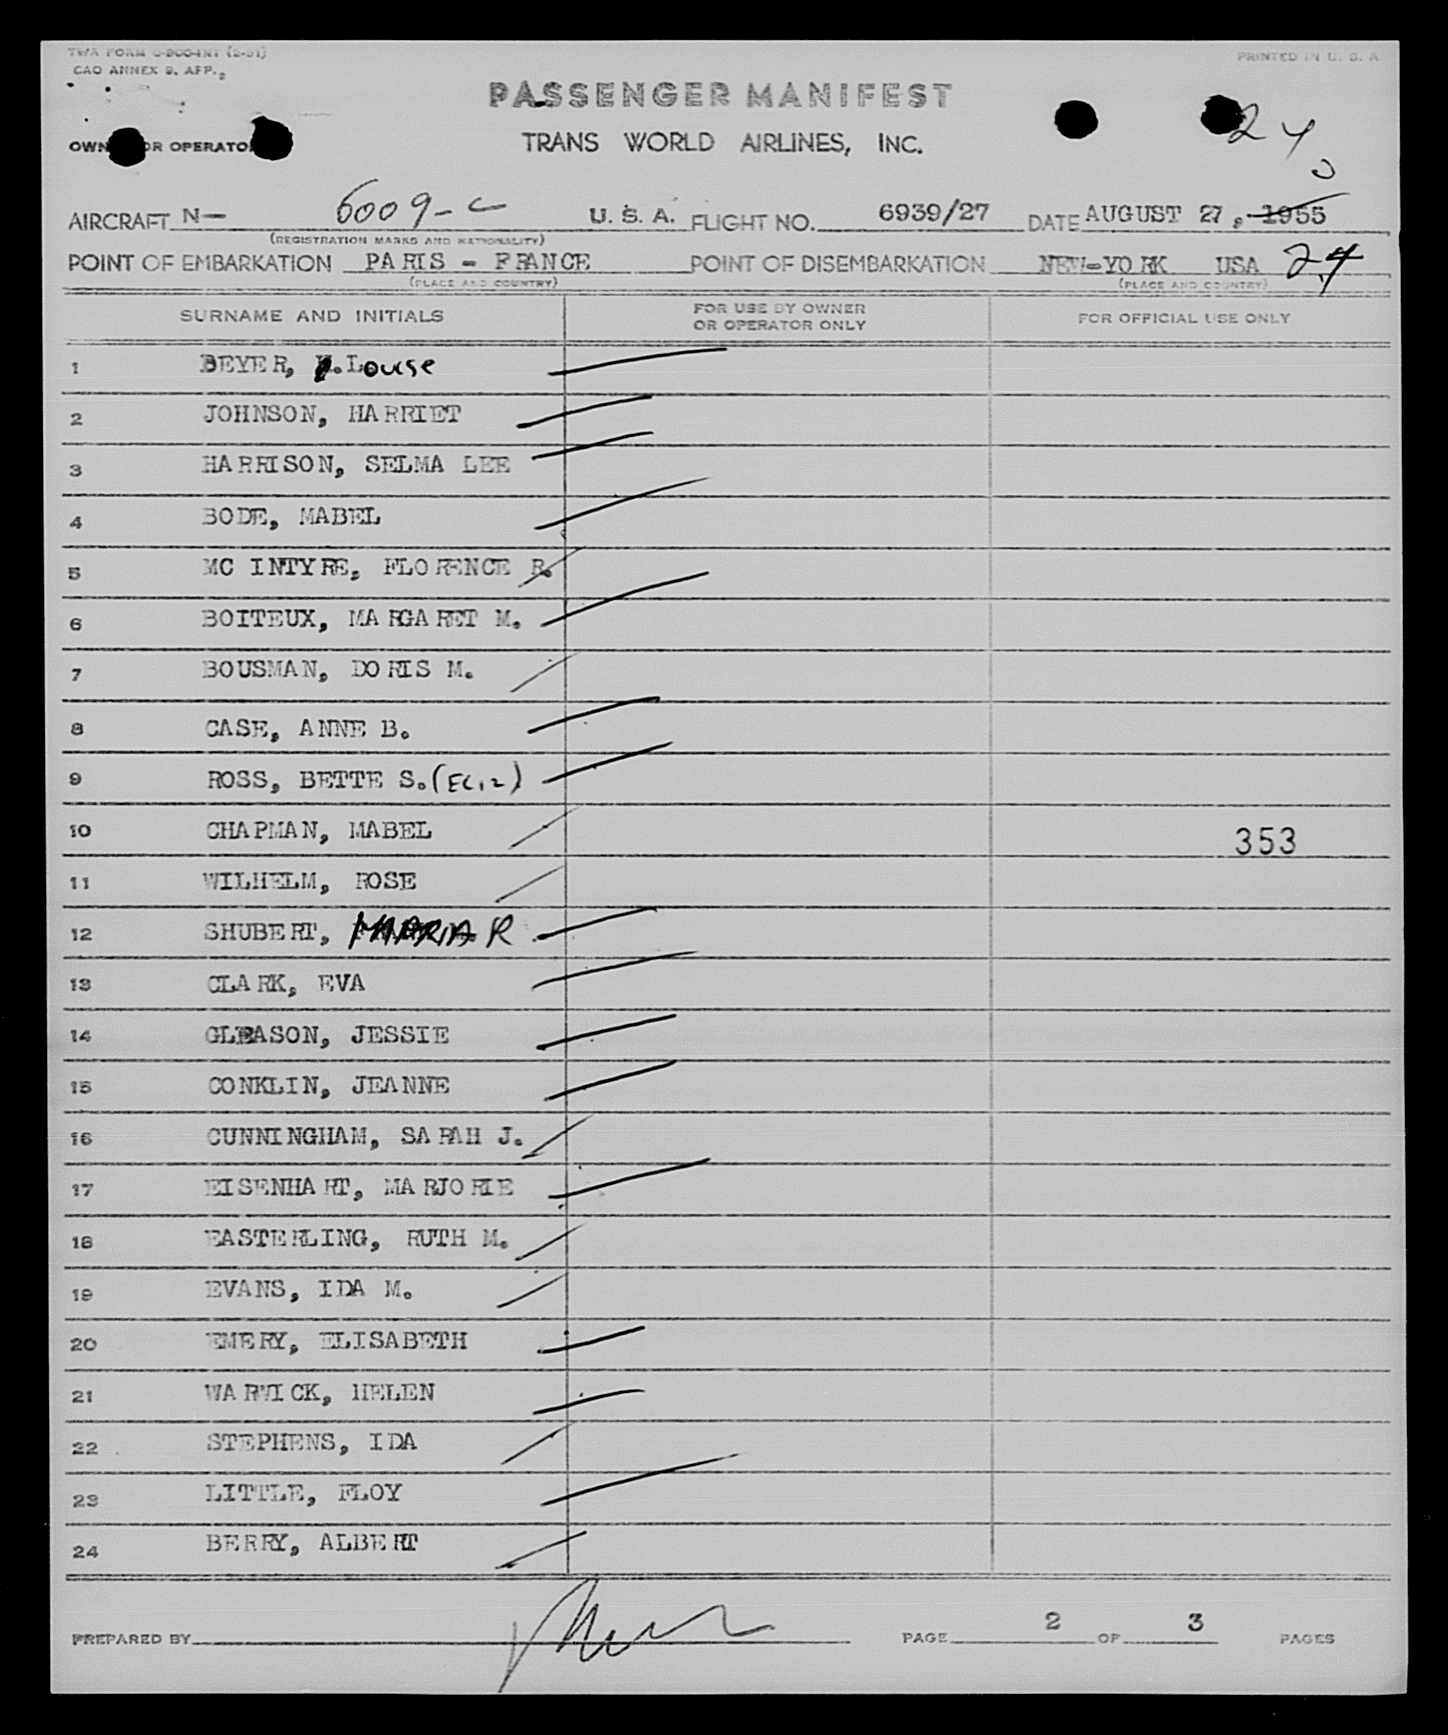 TWA FORM O-900-INT (2-51)
CAO ANNEX 9, APP. 2
PRINTED IN U. S. A
PASSENGER MANIFEST
TRANS WORLD AIRLINES, INC.
OWNER OR OPERATOR
24
AIRCRAFT N- 6009-C U. S. A. FLIGHT NO. 6939/27 DATE AUGUST 27, 1955
(REGISTRATION MARKS AND NATIONALITY)
POINT OF EMBARKATION PARIS - FRANCE POINT OF DISEMBARKATION NEW-YORK USA 24
(PLACE AND COUNTRY) (PLACE AND COUNTRY)
SURNAME AND INITIALS FOR USE BY OWNER OR OPERATOR ONLY FOR OFFICIAL USE ONLY
1 BEYER, Louise
2 JOHNSON, HARRIET
3 HARRISON, SELMA LEE
4 BODE, MABEL
5 MC INTYRE, FLORENCE R.
6 BOITEUX, MARGARET M.
7 BOUSMAN, DORIS M.
8 CASE, ANNE B.
9 ROSS, BETTE S. (ELIZ)
10 CHAPMAN, MABEL 353
11 WILHELM, ROSE
12 SHUBERT, MARRIA R
13 CLARK, EVA
14 GLEASON, JESSIE
15 CONKLIN, JEANNE
16 CUNNINGHAM, SARAH J.
17 EISENHART, MARJORIE
18 EASTERLING, RUTH M.
19 EVANS, IDA M.
20 EMERY, ELISABETH
21 WARWICK, HELEN
22 STEPHENS, IDA
23 LITTLE, FLOY
24 BERRY, ALBERT
PREPARED BY PAGE 2 OF 3 PAGES